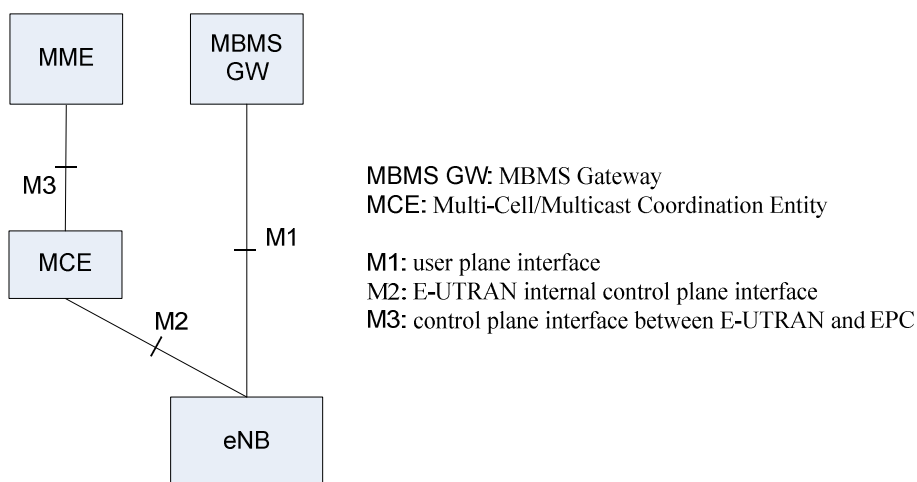 MME
MBMS
GW
M3
M1
MCE
M2
eNB
MBMS GW: MBMS Gateway
MCE: Multi-Cell/Multicast Coordination Entity
M1: user plane interface
M2: E-UTRAN internal control plane interface
M3: control plane interface between E-UTRAN and EPC